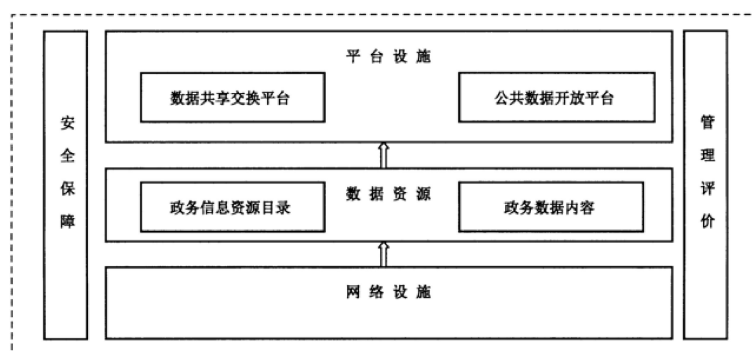 平台设施
数据共享交换平台
公共数据开放平台
安全保障
管理评价
数据资源
政务信息资源目录
政务数据内容
网络设施